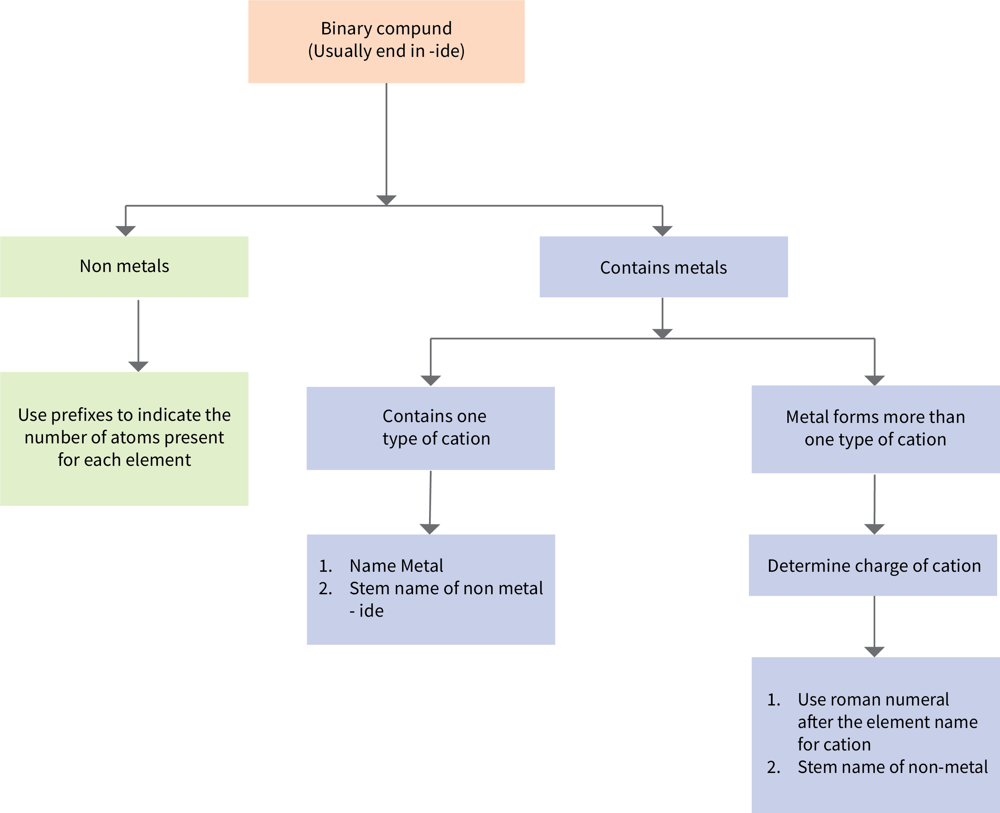 Binary compund
(Usually end in -ide)
Non metals
Contains metals
Use prefixes to indicate the
number of atoms present
for each element
Contains one
type of cation
Metal forms more than
one type of cation
1. Name Metal
2. Stem name of non metal
- ide
Determine charge of cation
1. Use roman numeral
after the element name
for cation
2. Stem name of non-metal